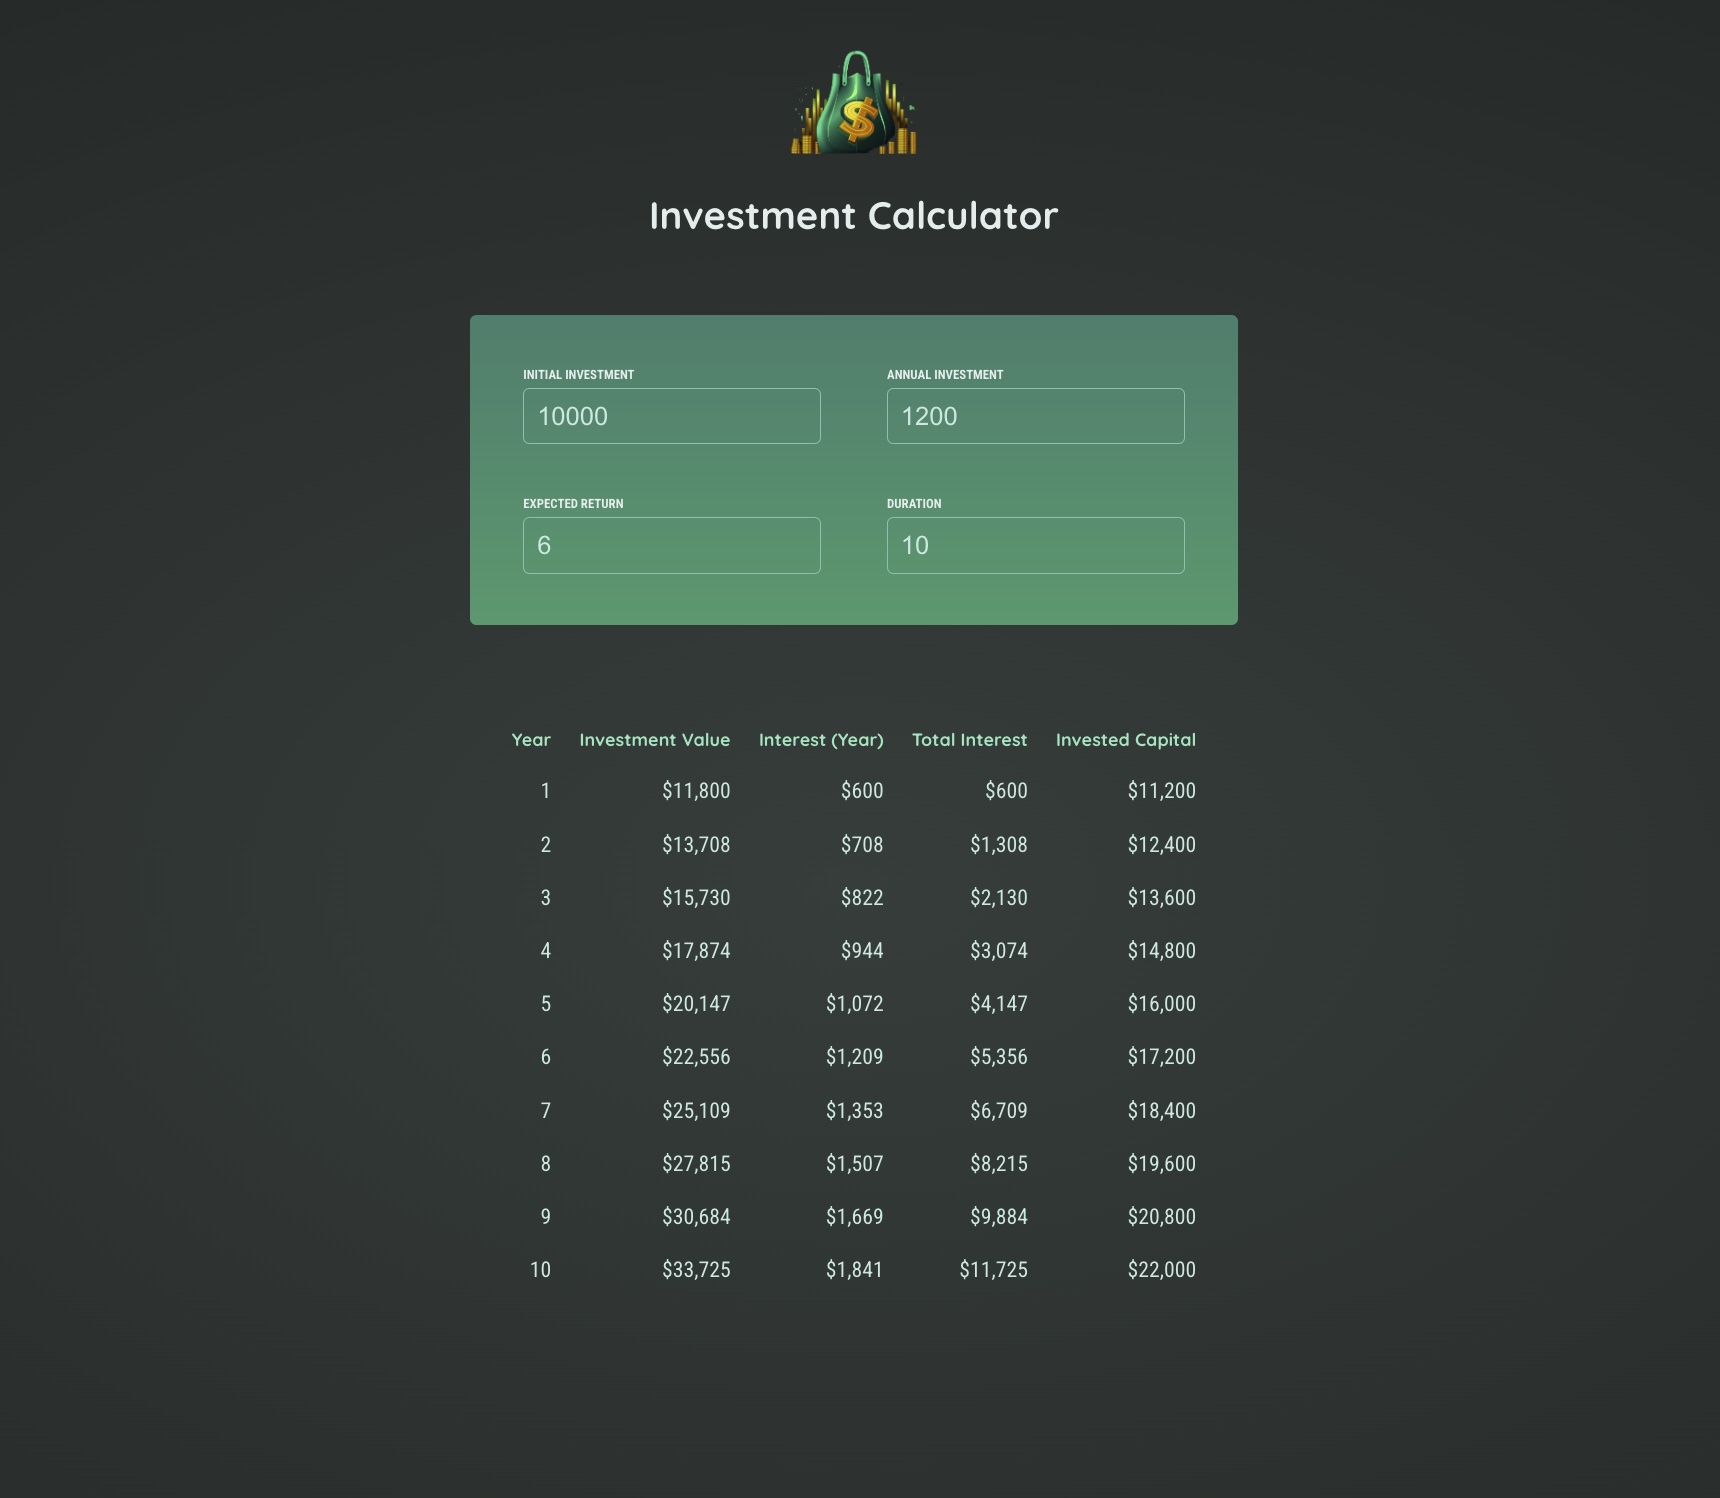 $
Investment Calculator
INITIAL INVESTMENT ANNUAL INVESTMENT
10000 1200
EXPECTED RETURN DURATION
6 10
Year Investment Value Interest (Year) Total Interest Invested Capital
1 $11,800 $600 $600 $11,200
2 $13,708 $708 $1,308 $12,400
3 $15,730 $822 $2,130 $13,600
4 $17,874 $944 $3,074 $14,800
5 $20,147 $1,072 $4,147 $16,000
6 $22,556 $1,209 $5,356 $17,200
7 $25,109 $1,353 $6,709 $18,400
8 $27,815 $1,507 $8,215 $19,600
9 $30,684 $1,669 $9,884 $20,800
10 $33,725 $1,841 $11,725 $22,000